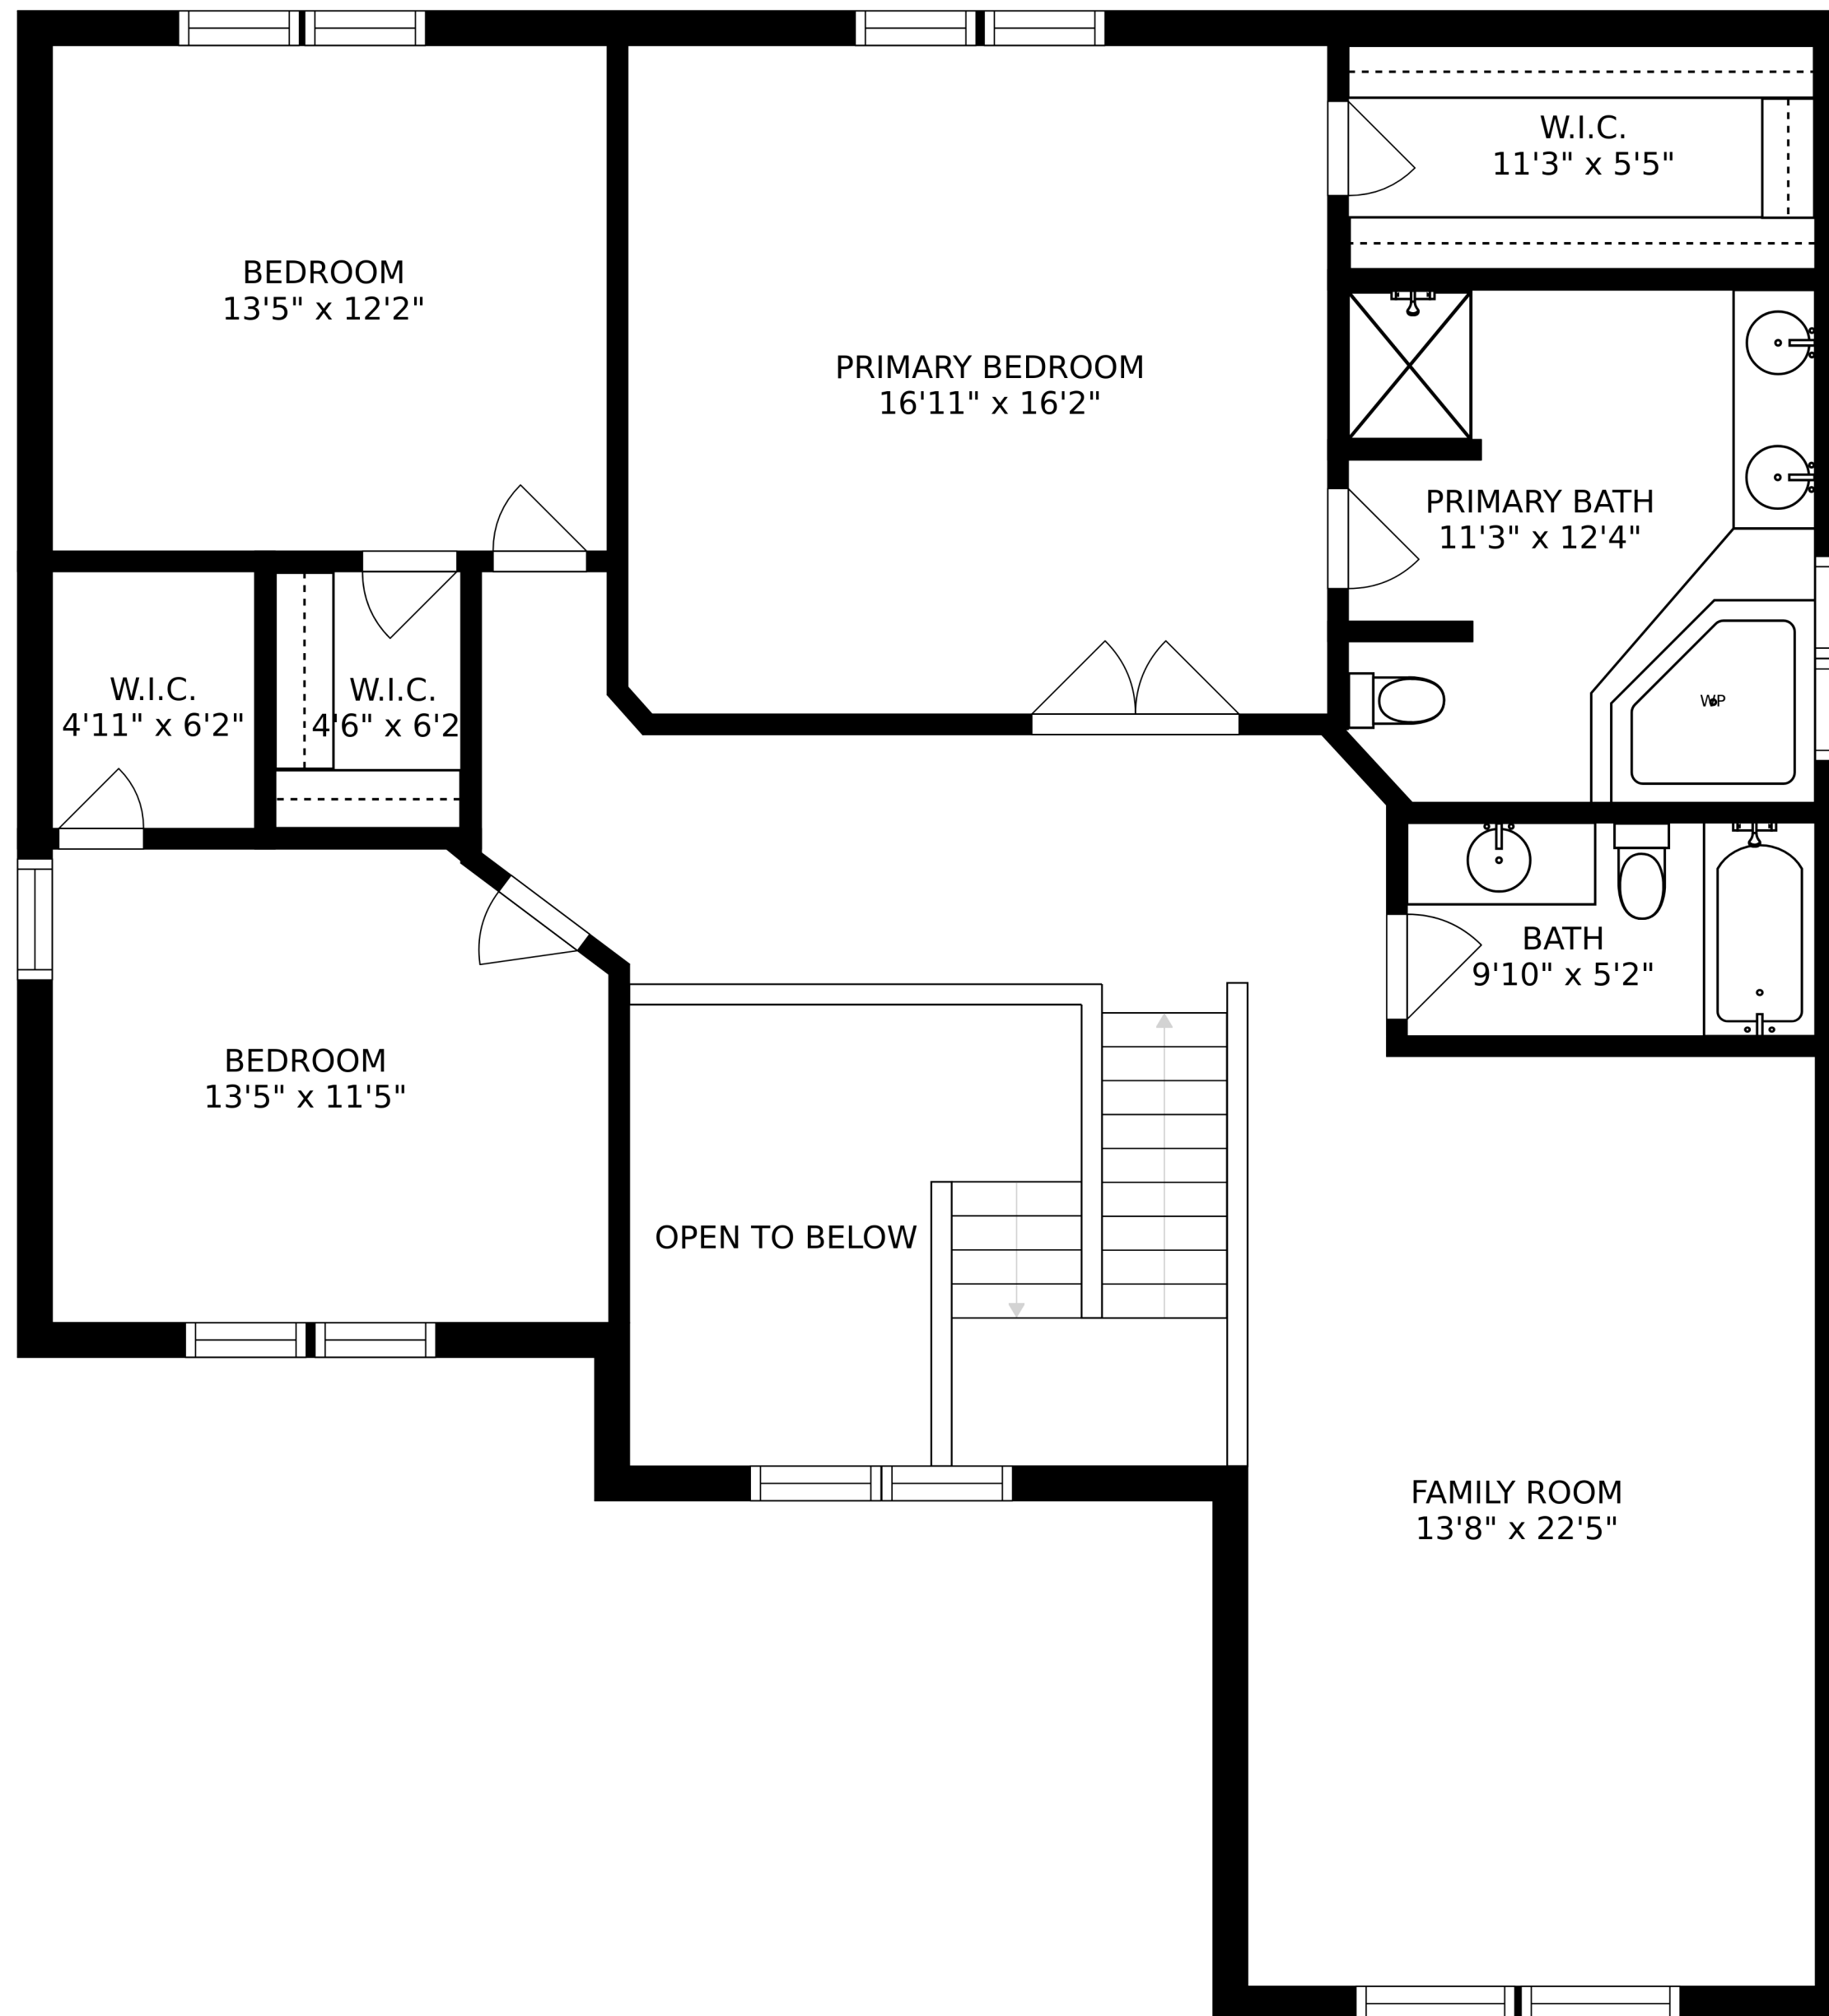 W.I.C.
11'3" x 5'5"
BEDROOM
13'5" x 12'2"
PRIMARY BEDROOM
16'11" x 16'2"
PRIMARY BATH
11'3" x 12'4"
W.I.C.
4'11" x 6'2"
W.I.C.
4'6" x 6'2
WP
BATH
9'10" x 5'2"
BEDROOM
13'5" x 11'5"
OPEN TO BELOW
FAMILY ROOM
13'8" x 22'5"